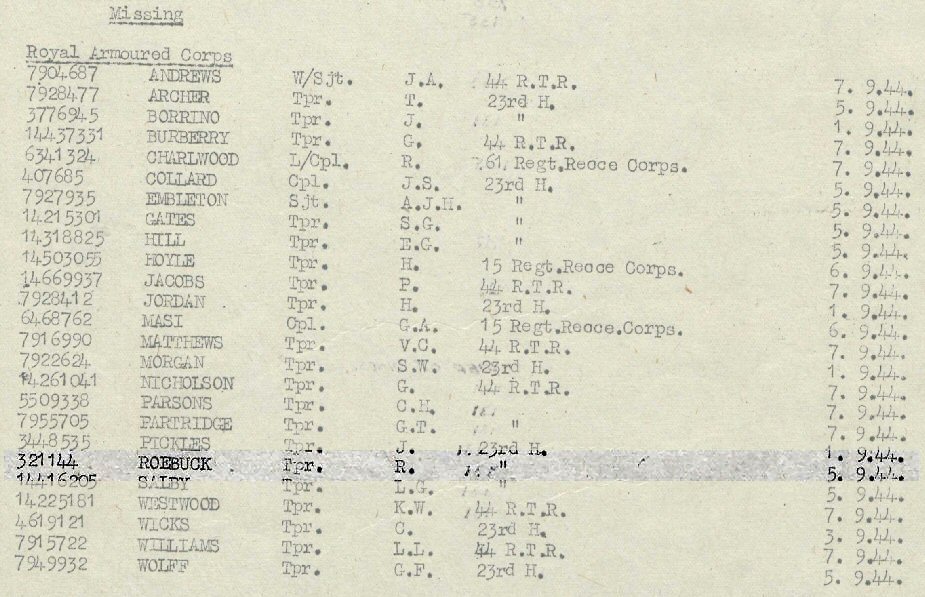 Missing
Royal Armoured Corps
7904687 ANDREWS W/Sjt. J.A. 44 R.T.R. 7. 9.44.
7928477 ARCHER Tpr. T. 23rd H. 5. 9.44.
3776945 BORRINO Tpr. J. " 1. 9.44.
14437331 BURBERRY Tpr. G. 44 R.T.R. 7. 9.44.
6341324 CHARLWOOD L/Cpl. R. 61 Regt.Recce Corps. 7. 9.44.
407685 COLLARD Cpl. J.S. 23rd H. 5. 9.44.
7927935 EMBLETON Sjt. A.J.H. " 5. 9.44.
14215301 GATES Tpr. S.G. " 5. 9.44.
14318825 HILL Tpr. E.G. " 5. 9.44.
14503055 HOYLE Tpr. H. 15 Regt.Recce Corps. 6. 9.44.
14669937 JACOBS Tpr. P. 44 R.T.R. 7. 9.44.
7928412 JORDAN Tpr. H. 23rd H. 1. 9.44.
6468762 MASI Cpl. G.A. 15 Regt.Recce.Corps. 6. 9.44.
7916990 MATTHEWS Tpr. V.C. 44 R.T.R. 7. 9.44.
7922624 MORGAN Tpr. S.W. 23rd H. 1. 9.44.
14261041 NICHOLSON Tpr. G. 44 R.T.R. 7. 9.44.
5509338 PARSONS Tpr. C.H. 7. 9.44.
7955705 PARTRIDGE Tpr. G.T. " 7. 9.44.
3448535 PICKLES Tpr. J. 23rd H. 1. 9.44.
321144 ROEBUCK Tpr. R. " 5. 9.44.
14416205 SALBY Tpr. L.G. " 5. 9.44.
14225181 WESTWOOD Tpr. K.W. 44 R.T.R. 7. 9.44.
4619121 WICKS Tpr. C. 23rd H. 3. 9.44.
7915722 WILLIAMS Tpr. L.L. 44 R.T.R. 7. 9.44.
7949932 WOLFF Tpr. G.F. 23rd H. 5. 9.44.